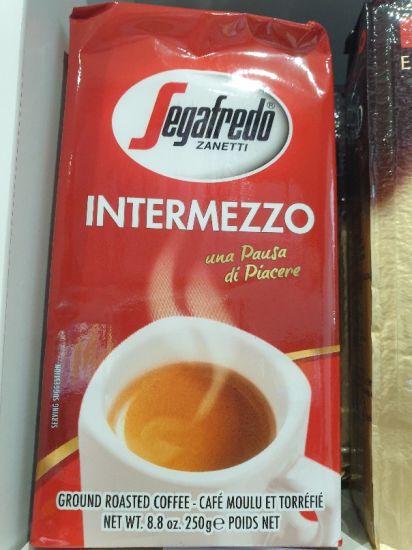 Segafredo®
ZANETTI
INTERMEZZO
una Pausa
di Piacere
SERVING SUGGESTION
GROUND ROASTED COFFEE - CAFÉ MOULU ET TORRÉFIÉ
NET WT. 8.8 oz. 250g℮ POIDS NET
E